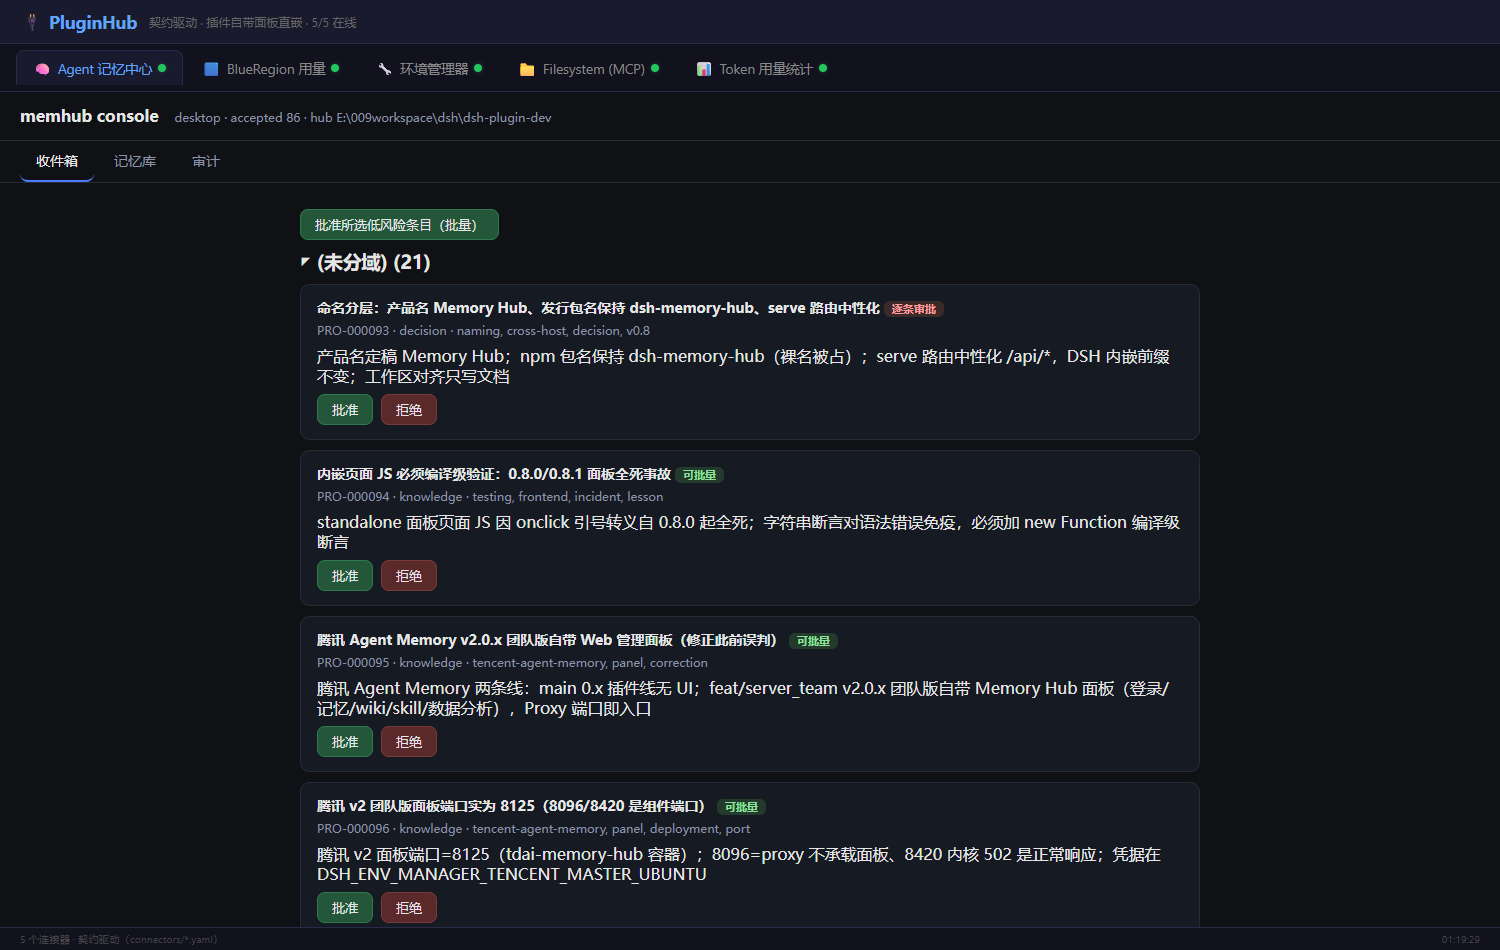 PluginHub 契约驱动 · 插件自带面板直嵌 · 5/5 在线
Agent 记忆中心 BlueRegion 用量 环境管理器 Filesystem (MCP) Token 用量统计
memhub console desktop · accepted 86 · hub E:\009workspace\dsh\dsh-plugin-dev
收件箱 记忆库 审计
批准所选低风险条目（批量）
(未分域) (21)
命名分层：产品名 Memory Hub、发行包名保持 dsh-memory-hub、serve 路由中性化 逐条审批
PRO-000093 · decision · naming, cross-host, decision, v0.8
产品名定稿 Memory Hub；npm 包名保持 dsh-memory-hub（裸名被占）；serve 路由中性化 /api/*，DSH 内嵌前缀
不变；工作区对齐只写文档
批准 拒绝
内嵌页面 JS 必须编译级验证：0.8.0/0.8.1 面板全死事故 可批量
PRO-000094 · knowledge · testing, frontend, incident, lesson
standalone 面板页面 JS 因 onclick 引号转义自 0.8.0 起全死；字符串断言对语法错误免疫，必须加 new Function 编译级
断言
批准 拒绝
腾讯 Agent Memory v2.0.x 团队版自带 Web 管理面板（修正此前误判） 可批量
PRO-000095 · knowledge · tencent-agent-memory, panel, correction
腾讯 Agent Memory 两条线：main 0.x 插件线无 UI；feat/server_team v2.0.x 团队版自带 Memory Hub 面板（登录/
记忆/wiki/skill/数据分析），Proxy 端口即入口
批准 拒绝
腾讯 v2 团队版面板端口实为 8125（8096/8420 是组件端口） 可批量
PRO-000096 · knowledge · tencent-agent-memory, panel, deployment, port
腾讯 v2 面板端口=8125（tdai-memory-hub 容器）；8096=proxy 不承载面板、8420 内核 502 是正常响应；凭据在
DSH_ENV_MANAGER_TENCENT_MASTER_UBUNTU
批准 拒绝
5 个连接器 · 契约驱动（connectors/*.yaml） 01:19:29